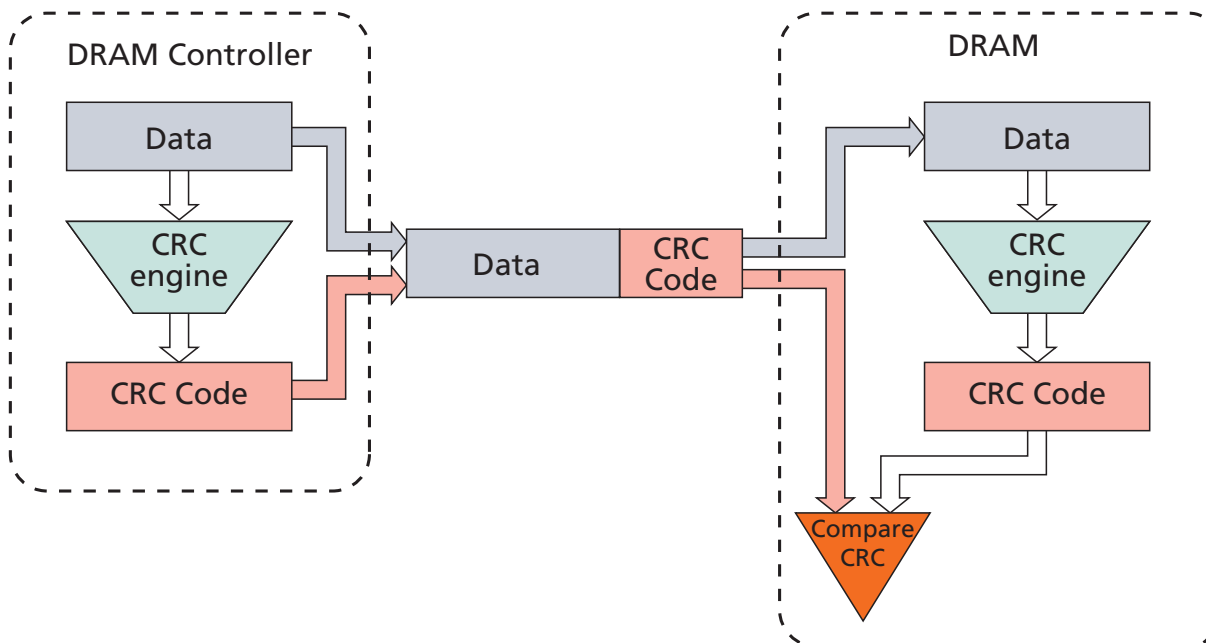 DRAM Controller
Data
CRC
engine
CRC Code
Data
CRC
Code
DRAM
Data
CRC
engine
CRC Code
Compare
CRC